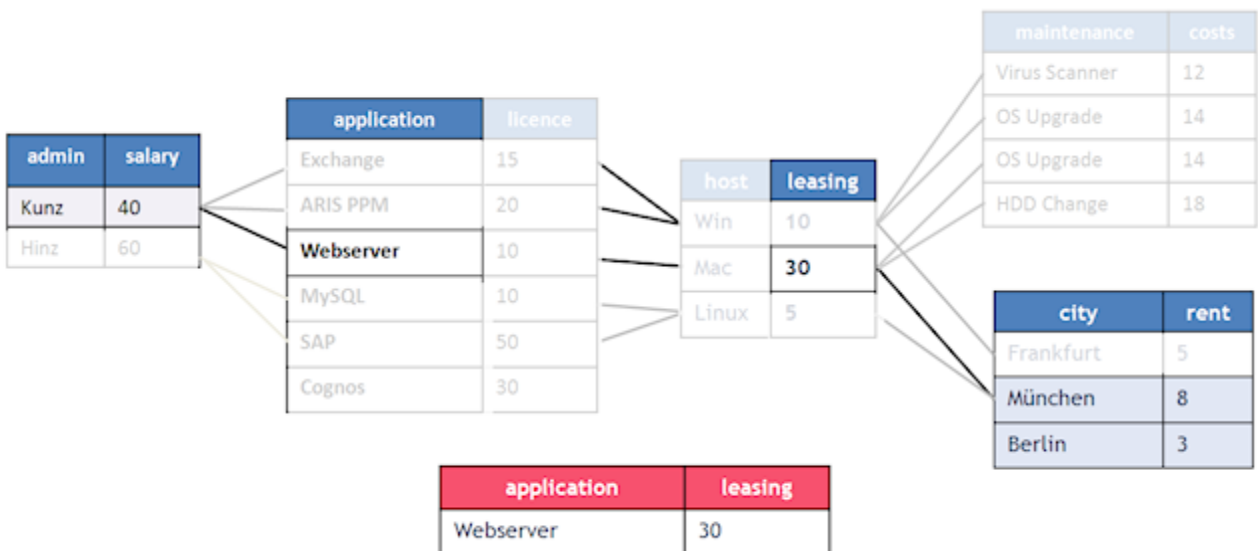 maintenance costs
Virus Scanner 12
OS Upgrade 14
OS Upgrade 14
HDD Change 18
application licence
Exchange 15
ARIS PPM 20
Webserver 10
MySQL 10
SAP 50
Cognos 30
admin salary
Kunz 40
Hinz 60
host leasing
Win 10
Mac 30
Linux 5
city rent
Frankfurt 5
München 8
Berlin 3
application leasing
Webserver 30